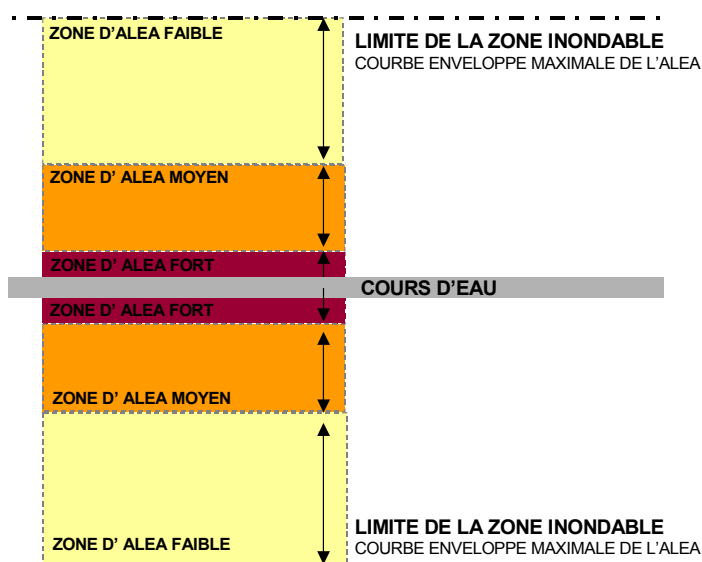 ZONE D'ALEA FAIBLE
LIMITE DE LA ZONE INONDABLE
COURBE ENVELOPPE MAXIMALE DE L'ALEA
ZONE D' ALEA MOYEN
ZONE D' ALEA FORT
COURS D'EAU
ZONE D' ALEA FORT
ZONE D' ALEA MOYEN
LIMITE DE LA ZONE INONDABLE
ZONE D' ALEA FAIBLE
COURBE ENVELOPPE MAXIMALE DE L'ALEA